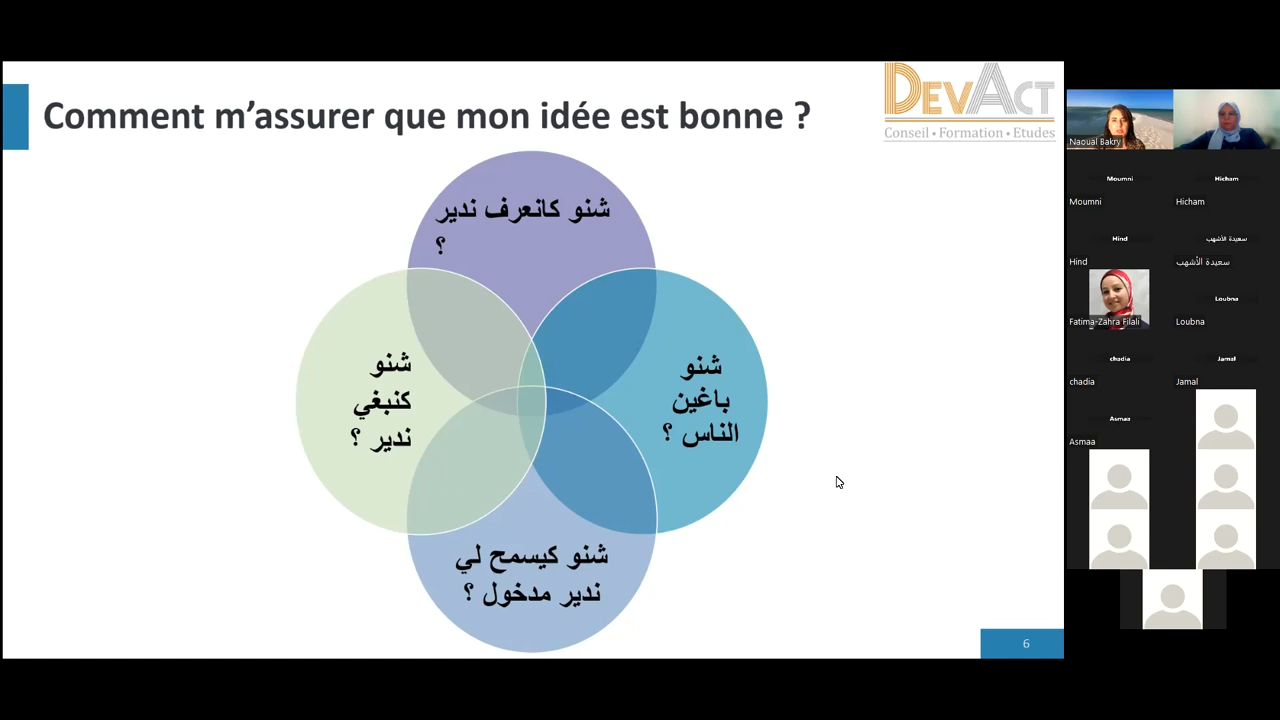 Comment m’assurer que mon idée est bonne ?
DEVACT
Conseil • Formation • Etudes
شنو كانعرف ندير
؟
شنو
كنبغي
ندير ؟
شنو
باغين
الناس ؟
شنو كيسمح لي
ندير مدخول ؟
6
Naoual Bakry
Moumni
Hicham
Moumni
Hicham
Hind
سعيدة الأشهب
Hind
سعيدة الأشهب
Loubna
Fatima-Zahra Filali
Loubna
chadia
Jamal
chadia
Jamal
Asmaa
Asmaa